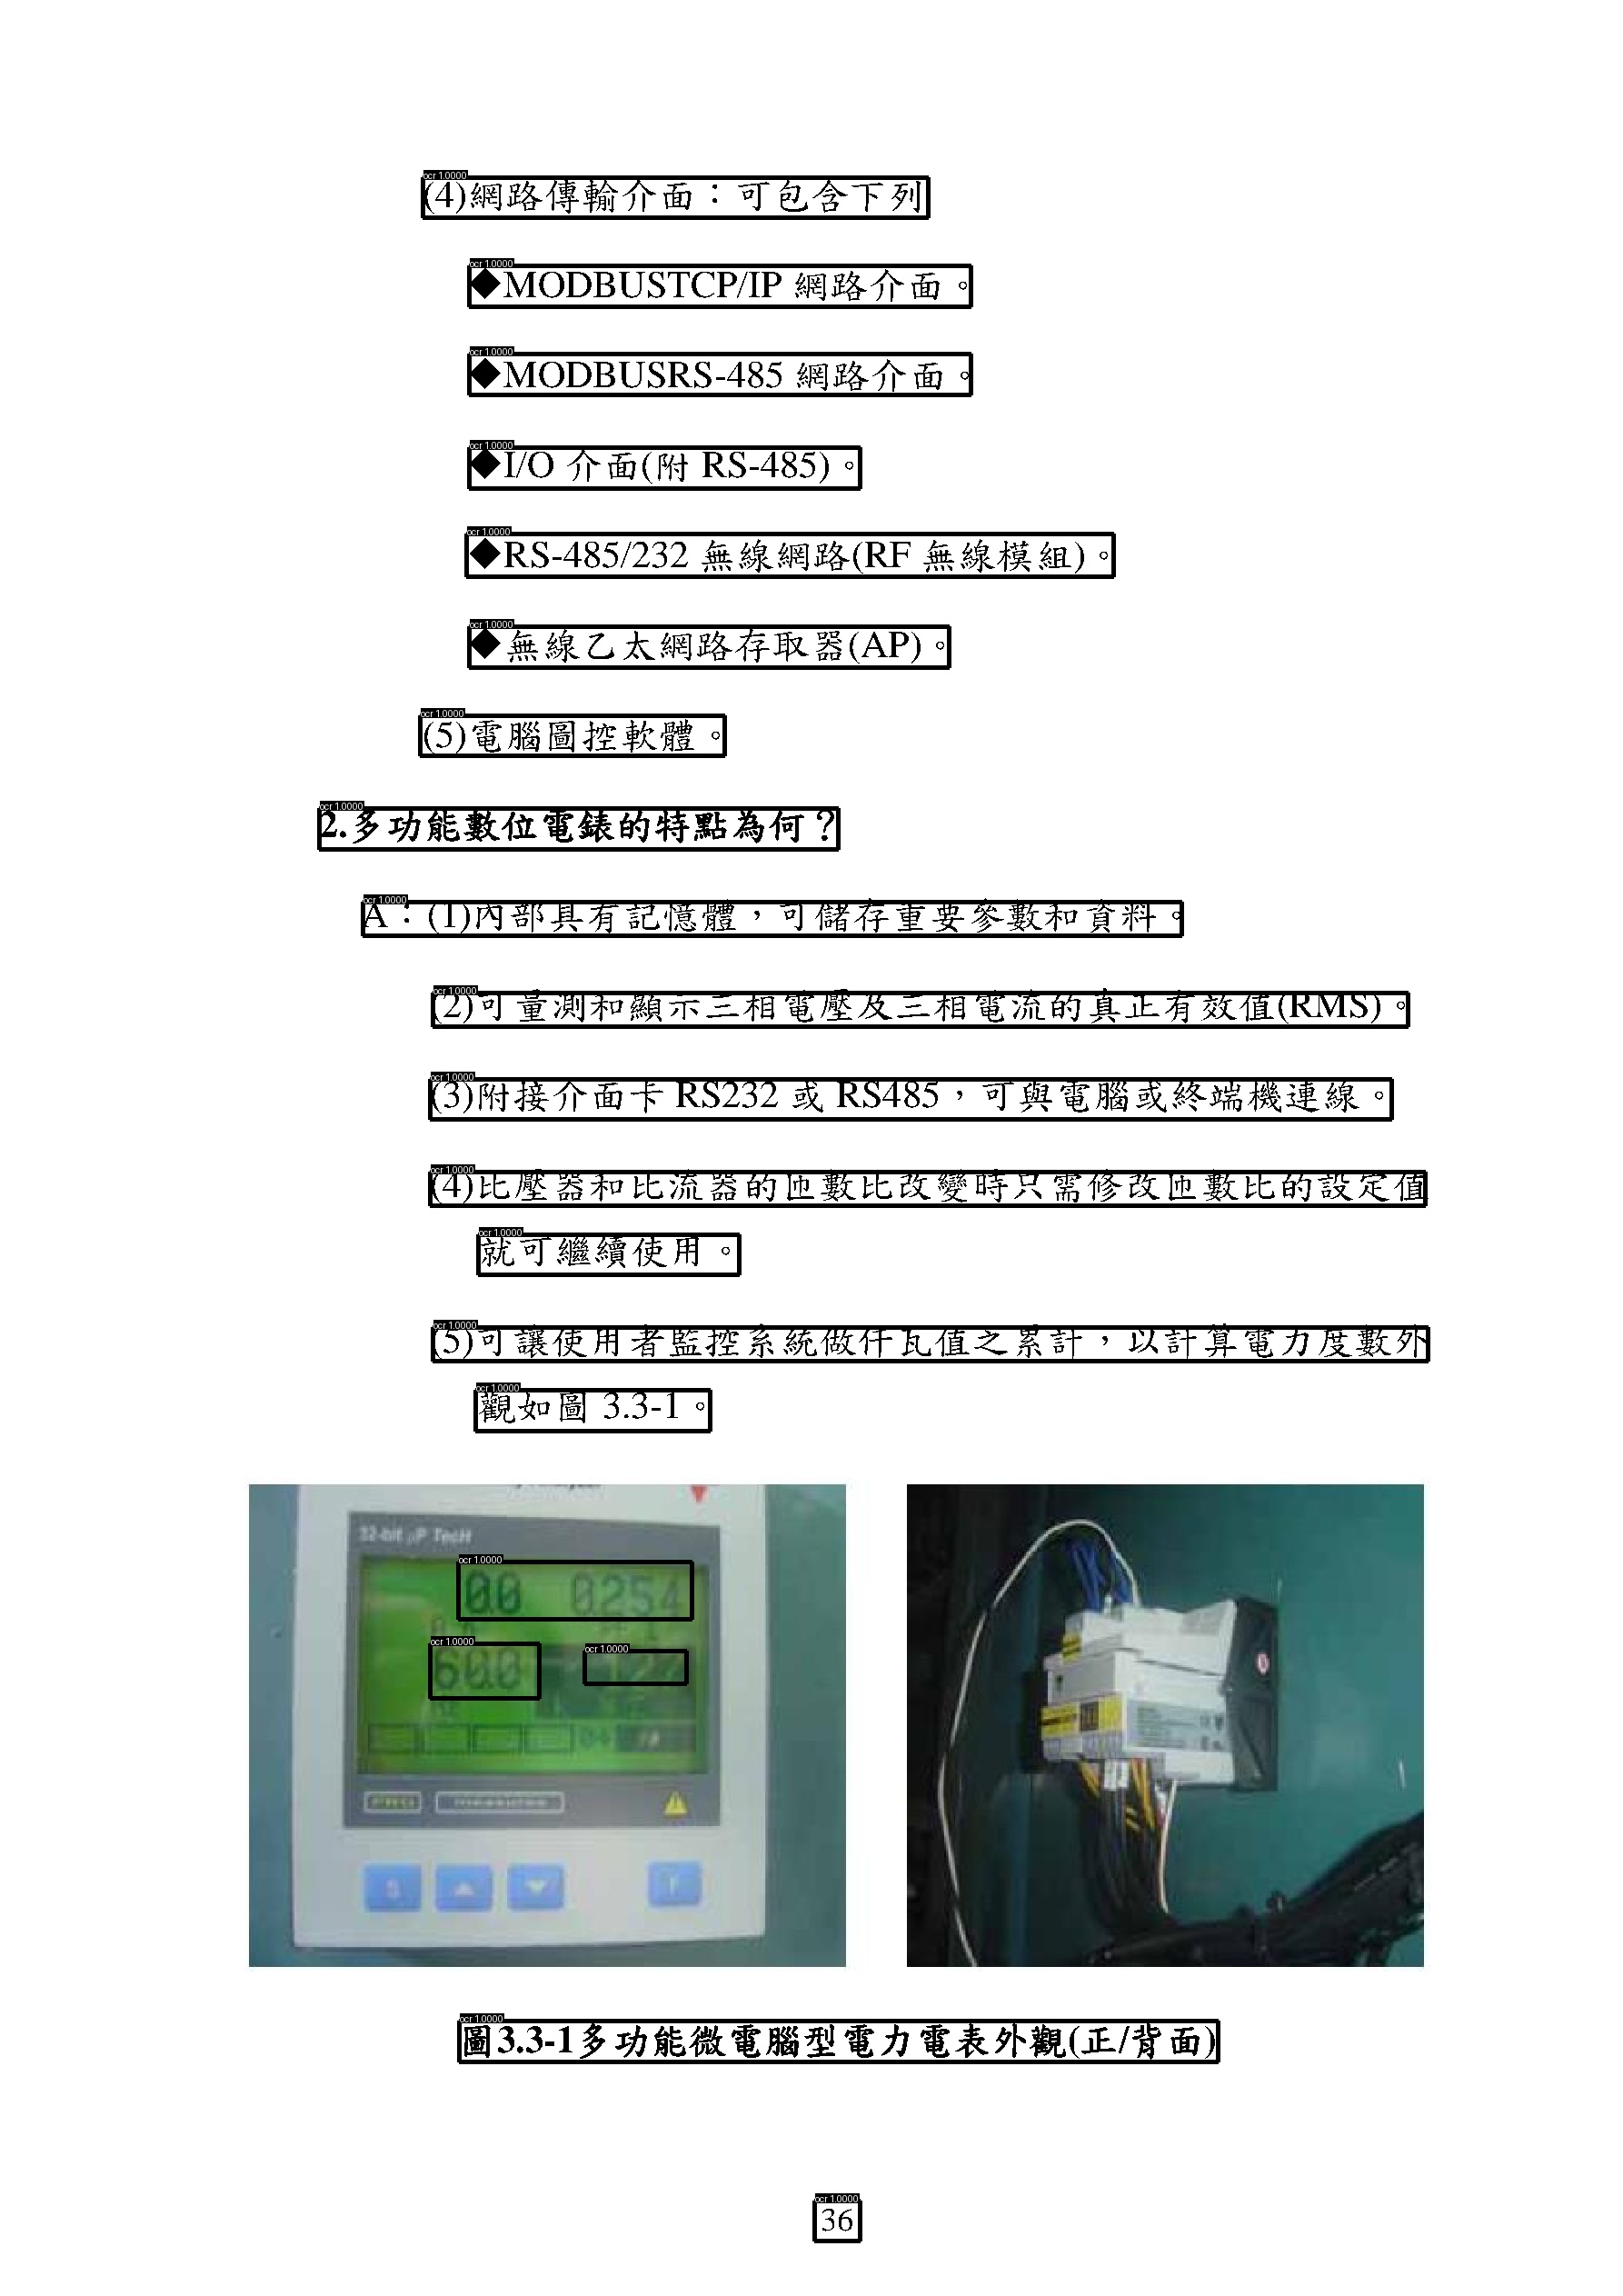 (4)網路傳輸介面：可包含下列
◆MODBUSTCP/IP 網路介面。
◆MODBUSRS-485 網路介面。
◆I/O 介面(附 RS-485)。
◆RS-485/232 無線網路(RF 無線模組)。
◆無線乙太網路存取器(AP)。
(5)電腦圖控軟體。
2.多功能數位電錶的特點為何？
A：(1)內部具有記憶體，可儲存重要參數和資料。
(2)可量測和顯示三相電壓及三相電流的真正有效值(RMS)。
(3)附接介面卡 RS232 或 RS485，可與電腦或終端機連線。
(4)比壓器和比流器的匝數比改變時只需修改匝數比的設定值
就可繼續使用。
(5)可讓使用者監控系統做仟瓦值之累計，以計算電力度數外
觀如圖 3.3-1。
32-bit μP TecH
0.0 0254
60.0
S
圖3.3-1多功能微電腦型電力電表外觀(正/背面)
36